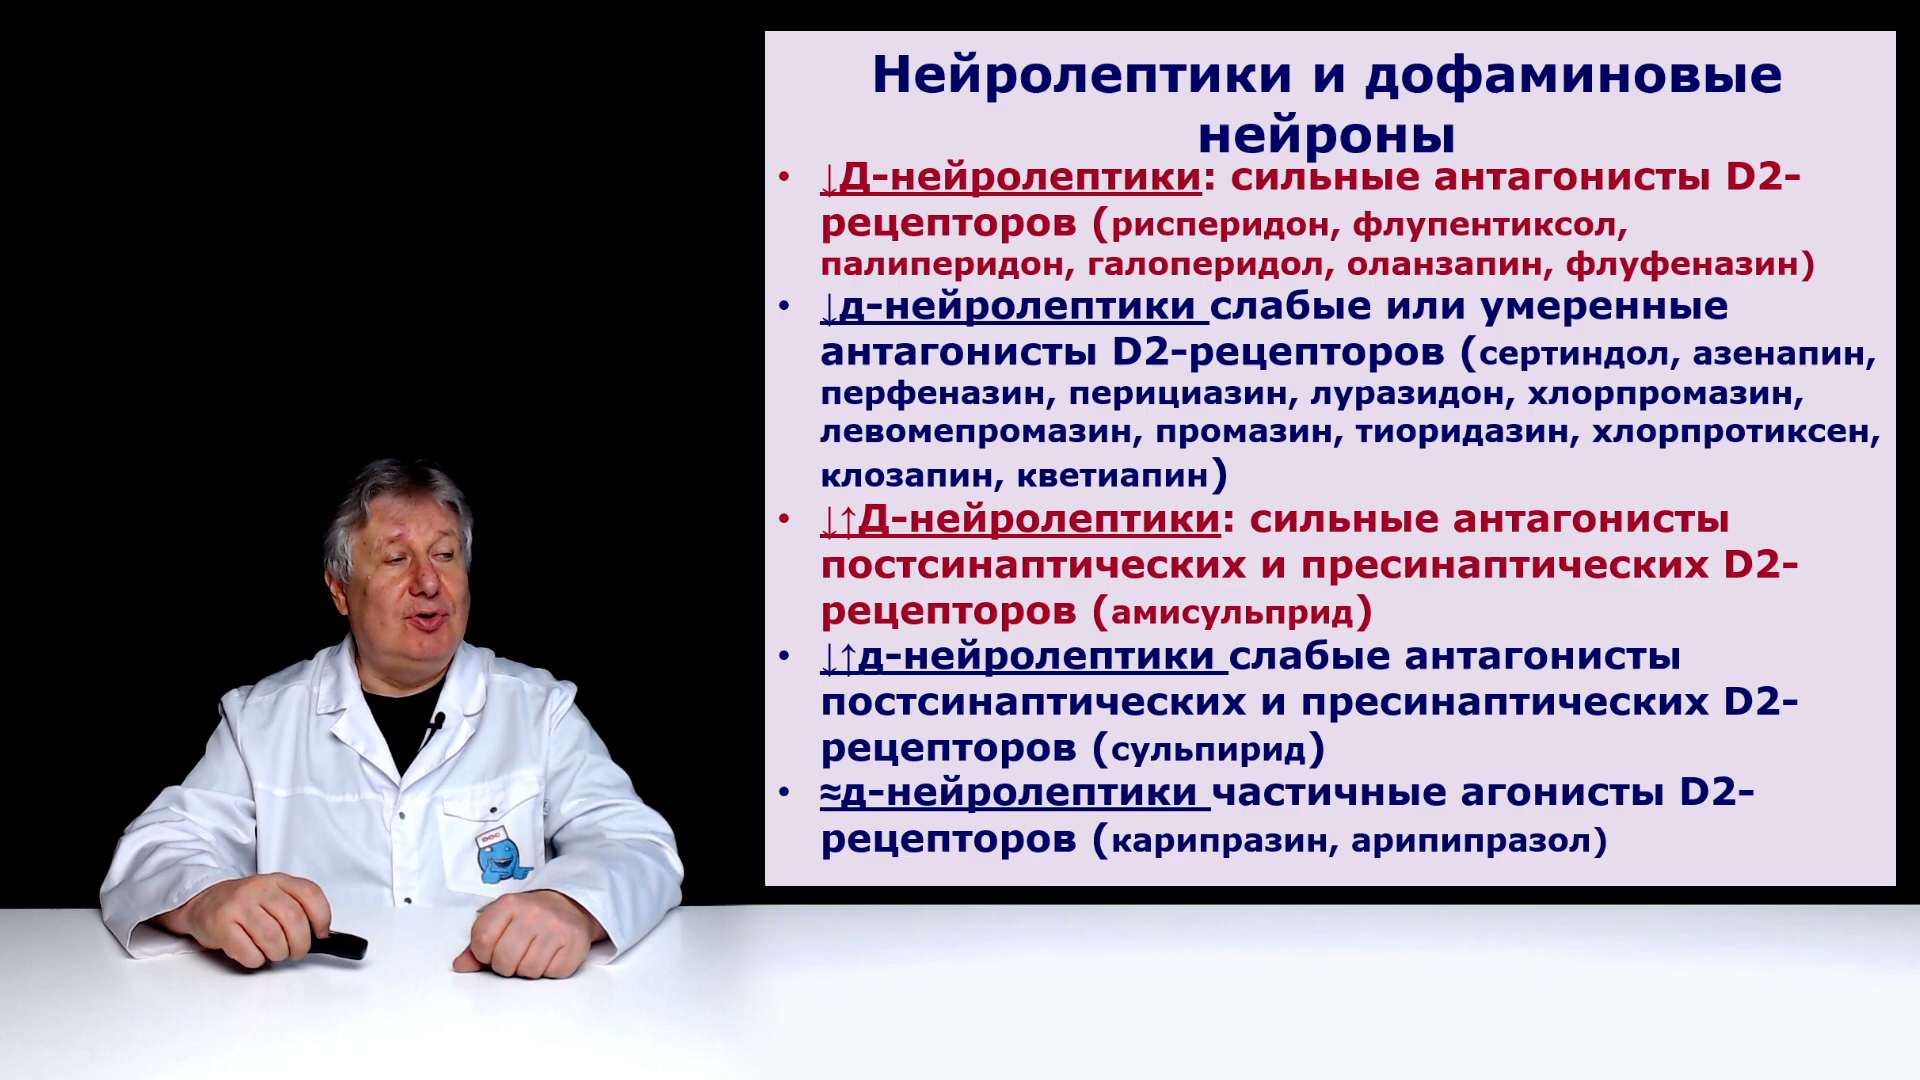 Нейролептики и дофаминовые
нейроны
• ↓Д-нейролептики: сильные антагонисты D2-
рецепторов (рисперидон, флупентиксол,
палиперидон, галоперидол, оланзапин, флуфеназин)
• ↓д-нейролептики слабые или умеренные
антагонисты D2-рецепторов (сертиндол, азенапин,
перфеназин, перициазин, луразидон, хлорпромазин,
левомепромазин, промазин, тиоридазин, хлорпротиксен,
клозапин, кветиапин)
• ↓↑Д-нейролептики: сильные антагонисты
постсинаптических и пресинаптических D2-
рецепторов (амисульприд)
• ↓↑д-нейролептики слабые антагонисты
постсинаптических и пресинаптических D2-
рецепторов (сульпирид)
• ≈д-нейролептики частичные агонисты D2-
рецепторов (карипразин, арипипразол)